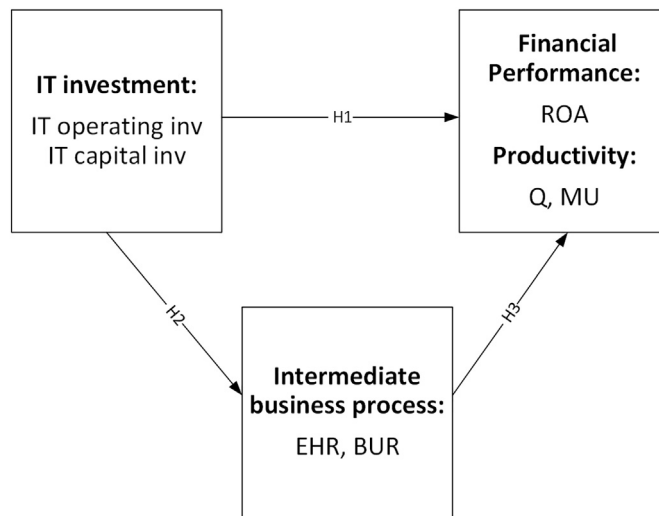 IT investment:
IT operating inv
IT capital inv
H1
Financial
Performance:
ROA
Productivity:
Q, MU
H2
H3
Intermediate
business process:
EHR, BUR